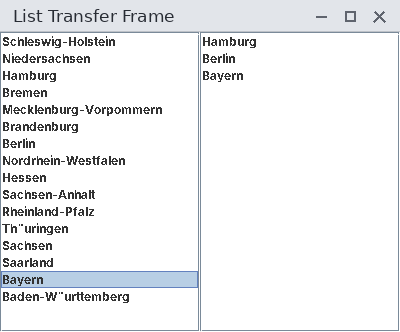 List Transfer Frame
Schleswig-Holstein
Niedersachsen
Hamburg
Bremen
Mecklenburg-Vorpommern
Brandenburg
Berlin
Nordrhein-Westfalen
Hessen
Sachsen-Anhalt
Rheinland-Pfalz
Th¨uringen
Sachsen
Saarland
Bayern
Baden-W¨urttemberg
Hamburg
Berlin
Bayern